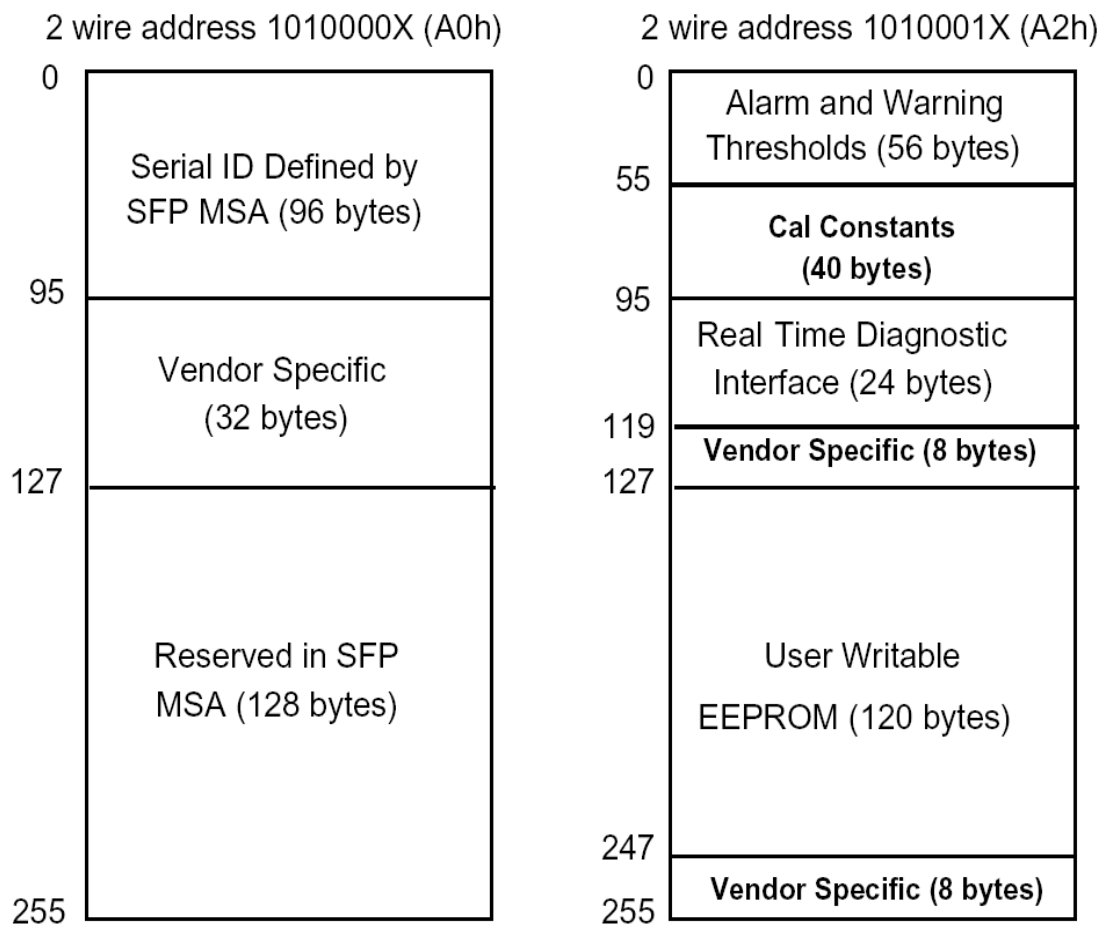 2 wire address 1010000X (A0h)
0
Serial ID Defined by
SFP MSA (96 bytes)
95
Vendor Specific
(32 bytes)
127
Reserved in SFP
MSA (128 bytes)
255
2 wire address 1010001X (A2h)
0
Alarm and Warning
Thresholds (56 bytes)
55
Cal Constants
(40 bytes)
95
Real Time Diagnostic
Interface (24 bytes)
119
Vendor Specific (8 bytes)
127
User Writable
EEPROM (120 bytes)
247
Vendor Specific (8 bytes)
255